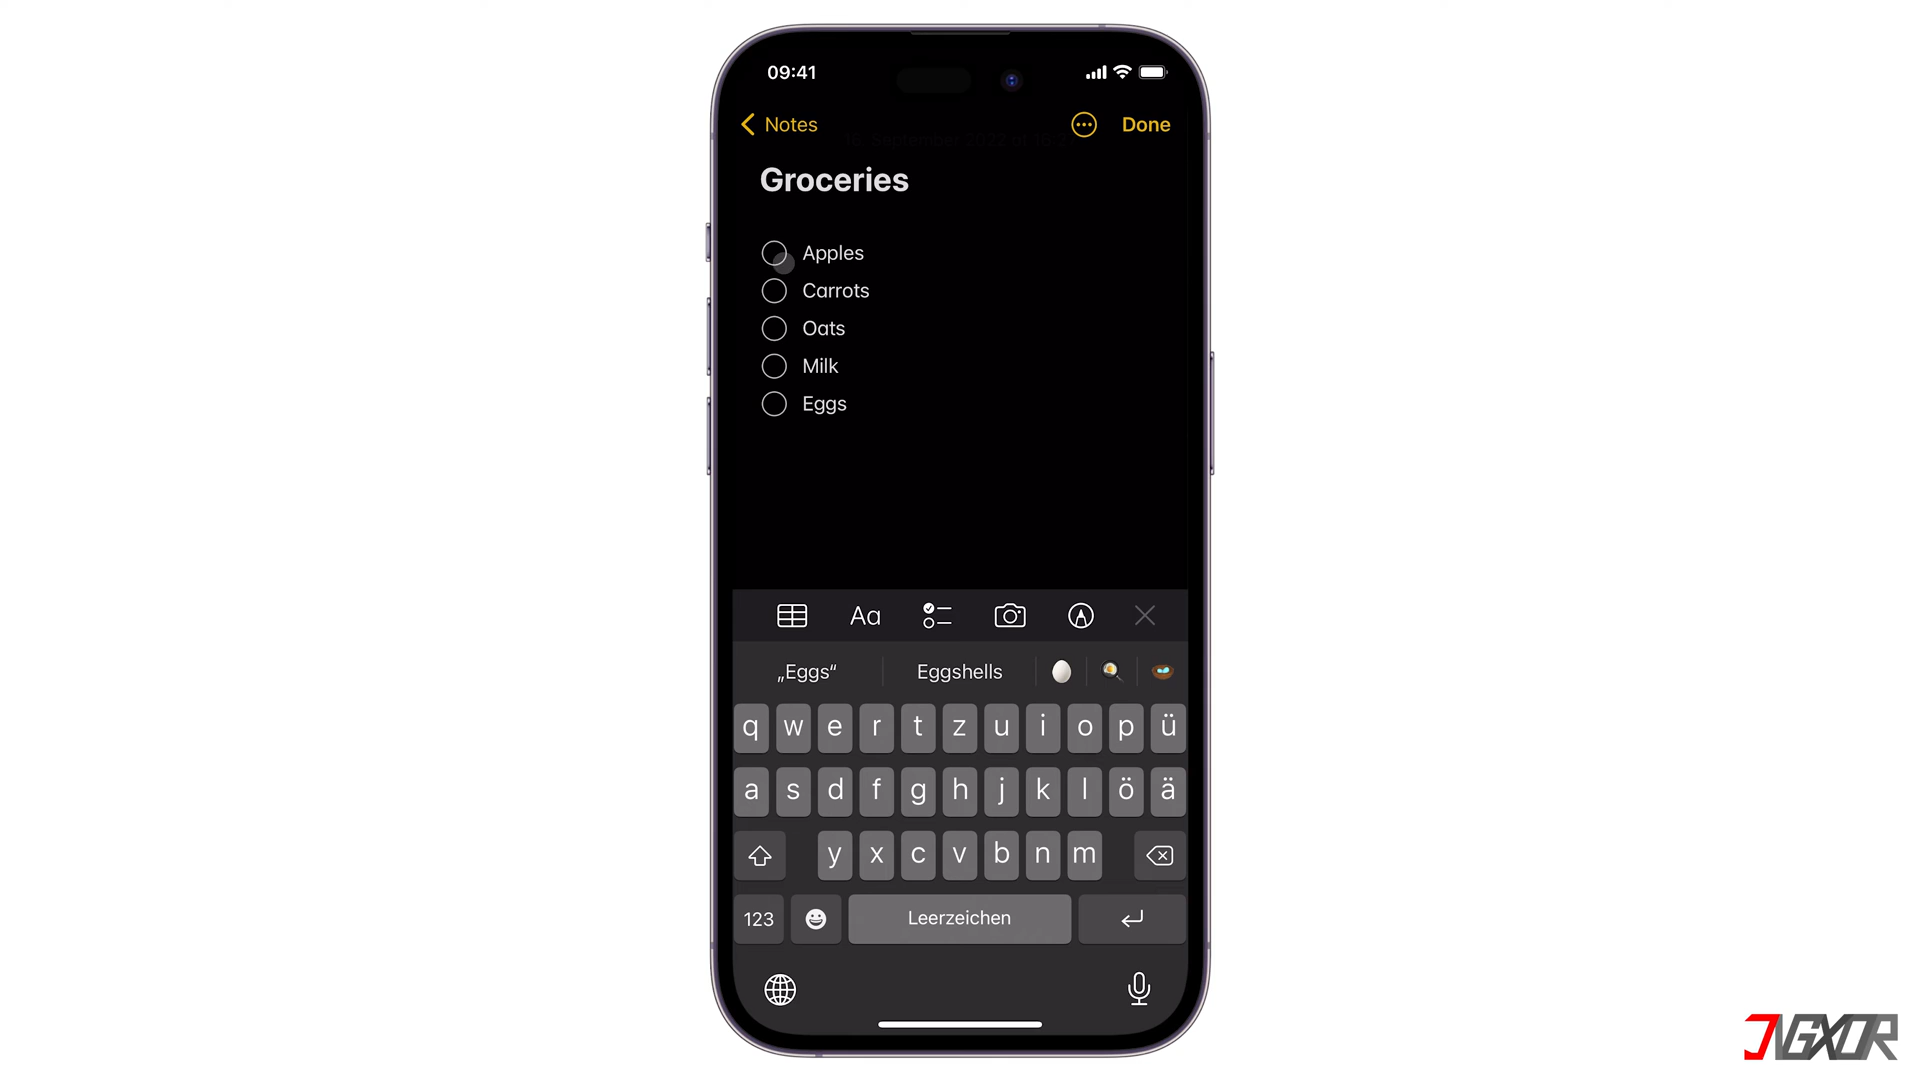 09:41
Notes
Done
Groceries
Apples
Carrots
Oats
Milk
Eggs
Aa
„Eggs“
Eggshells
q w e r t z u i o p ü
a s d f g h j k l ö ä
y x c v b n m
123
Leerzeichen